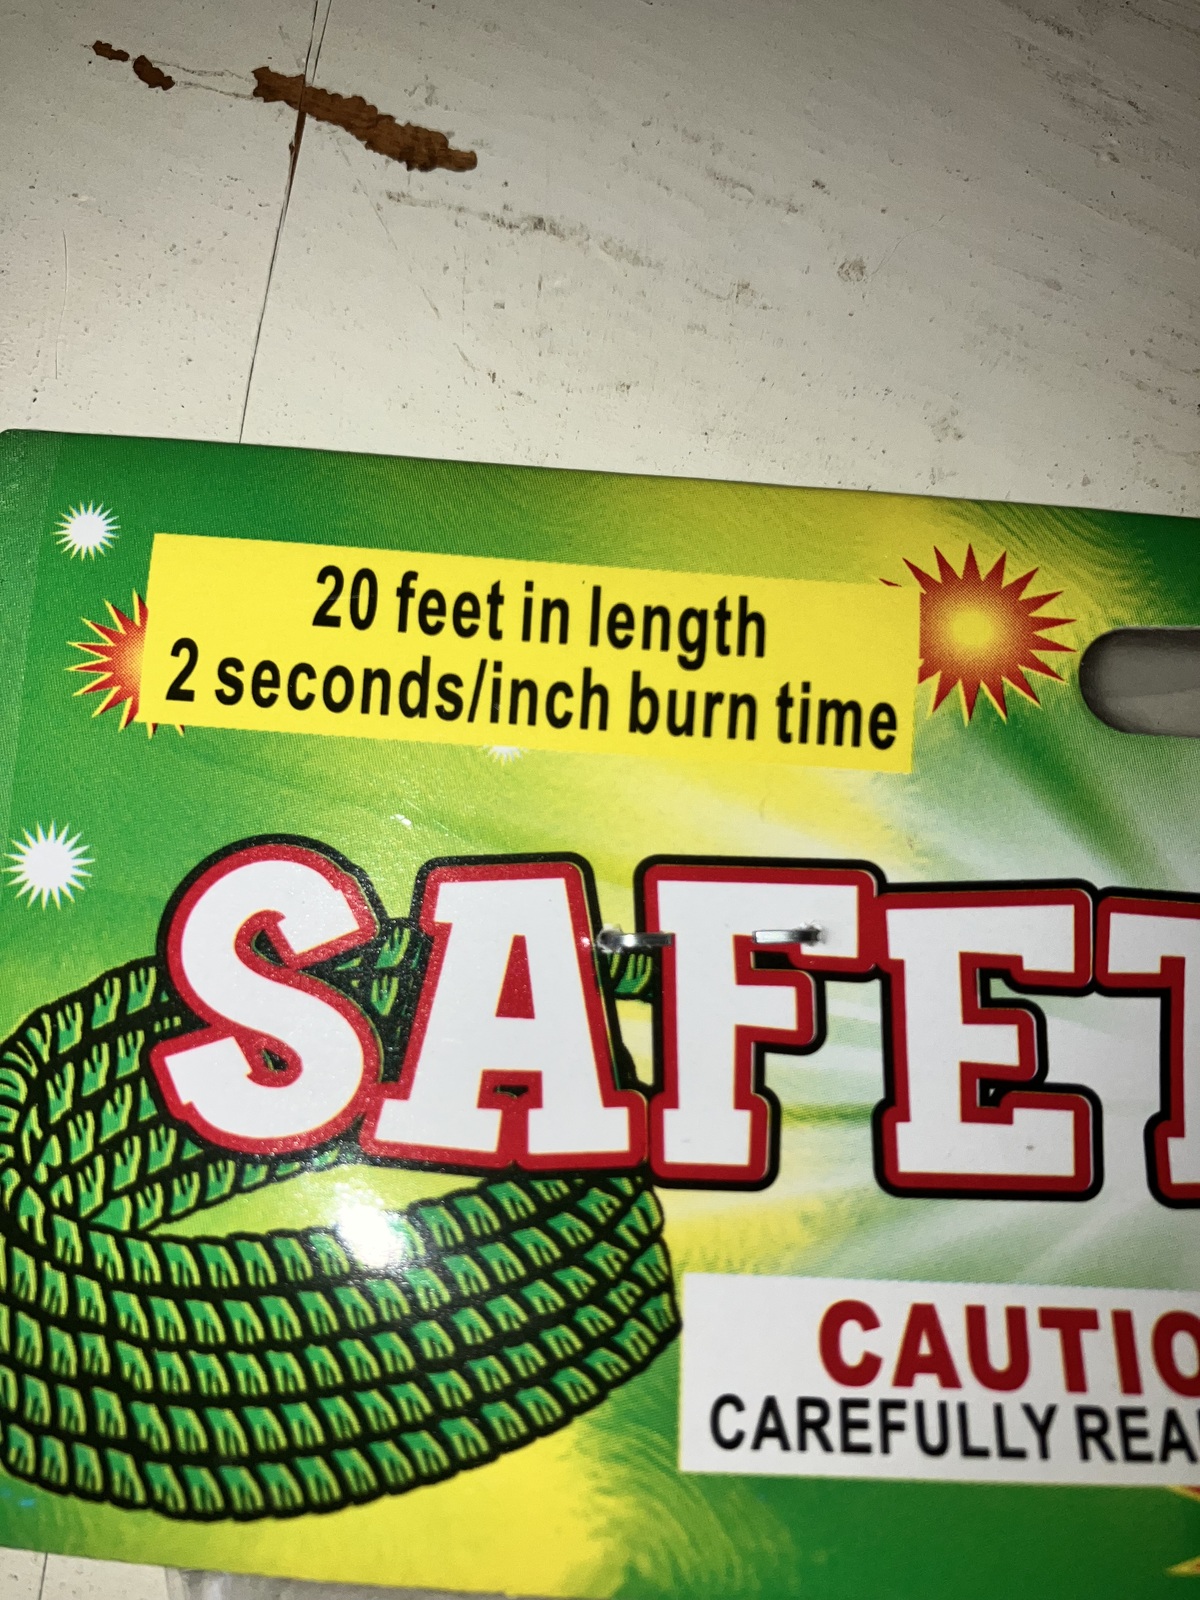 20 feet in length
2 seconds/inch burn time
SAFET
CAUTIO
CAREFULLY REA